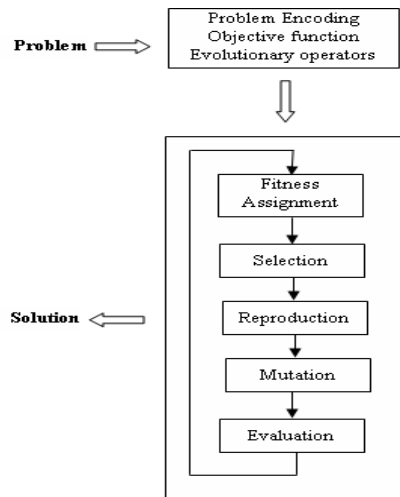 Problem Encoding
Objective function
Evolutionary operators
Problem
Fitness
Assignment
Selection
Reproduction
Solution
Mutation
Evaluation